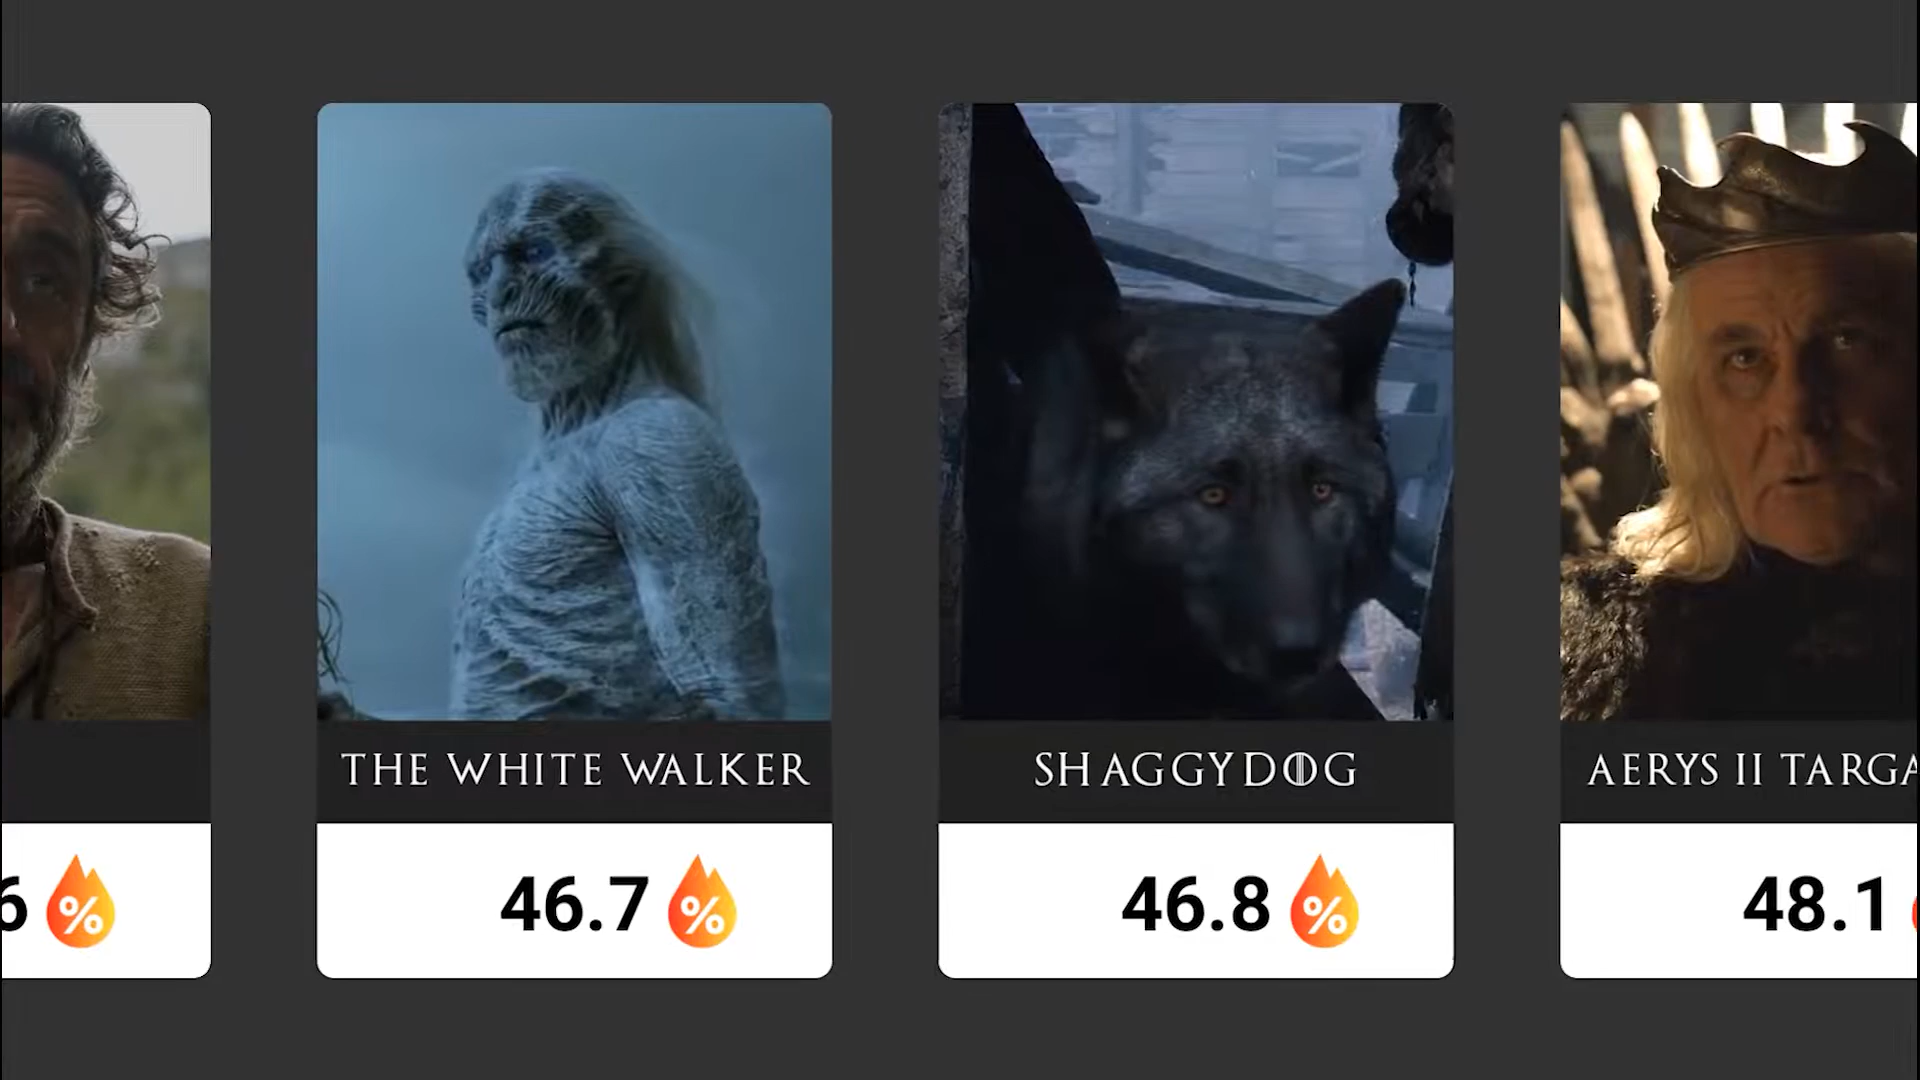 THE WHITE WALKER
SHAGGYDOG
AERYS II TARGA
6 %
46.7 %
46.8 %
48.1